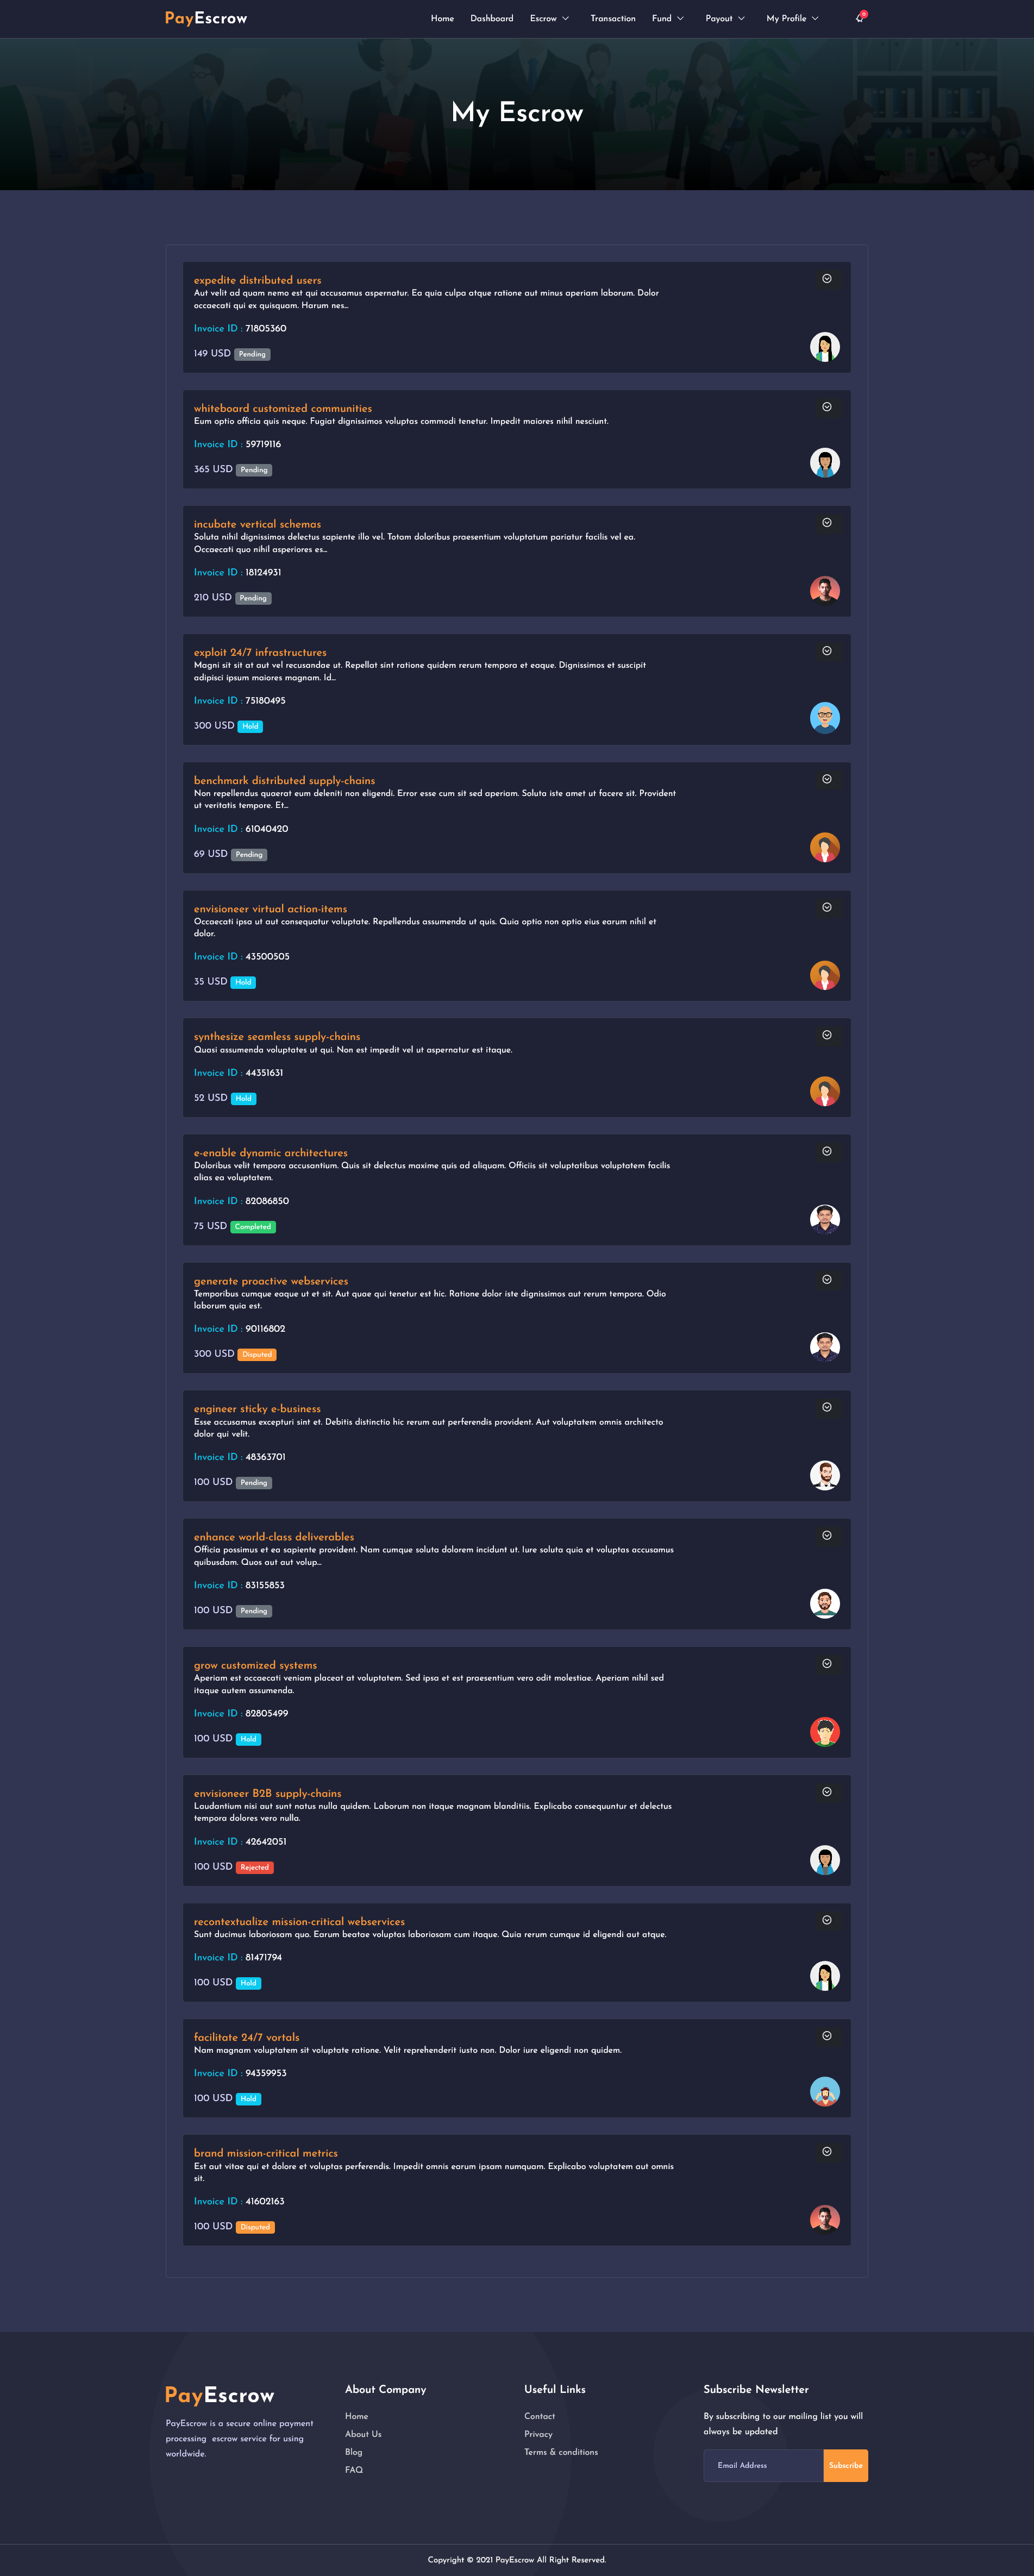 PayEscrow
Home Dashboard Escrow Transaction Fund Payout My Profile 0
My Escrow
expedite distributed users
Aut velit ad quam nemo est qui accusamus aspernatur. Ea quia culpa atque ratione aut minus aperiam laborum. Dolor
occaecati qui ex quisquam. Harum nes...
Invoice ID : 71805360
149 USD Pending
whiteboard customized communities
Eum optio officia quis neque. Fugiat dignissimos voluptas commodi tenetur. Impedit maiores nihil nesciunt.
Invoice ID : 59719116
365 USD Pending
incubate vertical schemas
Soluta nihil dignissimos delectus sapiente illo vel. Totam doloribus praesentium voluptatum pariatur facilis vel ea.
Occaecati quo nihil asperiores es...
Invoice ID : 18124931
210 USD Pending
exploit 24/7 infrastructures
Magni sit sit at aut vel recusandae ut. Repellat sint ratione quidem rerum tempora et eaque. Dignissimos et suscipit
adipisci ipsum maiores magnam. Id...
Invoice ID : 75180495
300 USD Hold
benchmark distributed supply-chains
Non repellendus quaerat eum deleniti non eligendi. Error esse cum sit sed aperiam. Soluta iste amet ut facere sit. Provident
ut veritatis tempore. Et...
Invoice ID : 61040420
69 USD Pending
envisioneer virtual action-items
Occaecati ipsa ut aut consequatur voluptate. Repellendus assumenda ut quis. Quia optio non optio eius earum nihil et
dolor.
Invoice ID : 43500505
35 USD Hold
synthesize seamless supply-chains
Quasi assumenda voluptates ut qui. Non est impedit vel ut aspernatur est itaque.
Invoice ID : 44351631
52 USD Hold
e-enable dynamic architectures
Doloribus velit tempora accusantium. Quis sit delectus maxime quis ad aliquam. Officiis sit voluptatibus voluptatem facilis
alias ea voluptatem.
Invoice ID : 82086850
75 USD Completed
generate proactive webservices
Temporibus cumque eaque ut et sit. Aut quae qui tenetur est hic. Ratione dolor iste dignissimos aut rerum tempora. Odio
laborum quia est.
Invoice ID : 90116802
300 USD Disputed
engineer sticky e-business
Esse accusamus excepturi sint et. Debitis distinctio hic rerum aut perferendis provident. Aut voluptatem omnis architecto
dolor qui velit.
Invoice ID : 48363701
100 USD Pending
enhance world-class deliverables
Officia possimus et ea sapiente provident. Nam cumque soluta dolorem incidunt ut. Iure soluta quia et voluptas accusamus
quibusdam. Quos aut aut volup...
Invoice ID : 83155853
100 USD Pending
grow customized systems
Aperiam est occaecati veniam placeat at voluptatem. Sed ipsa et est praesentium vero odit molestiae. Aperiam nihil sed
itaque autem assumenda.
Invoice ID : 82805499
100 USD Hold
envisioneer B2B supply-chains
Laudantium nisi aut sunt natus nulla quidem. Laborum non itaque magnam blanditiis. Explicabo consequuntur et delectus
tempora dolores vero nulla.
Invoice ID : 42642051
100 USD Rejected
recontextualize mission-critical webservices
Sunt ducimus laboriosam quo. Earum beatae voluptas laboriosam cum itaque. Quia rerum cumque id eligendi aut atque.
Invoice ID : 81471794
100 USD Hold
facilitate 24/7 vortals
Nam magnam voluptatem sit voluptate ratione. Velit reprehenderit iusto non. Dolor iure eligendi non quidem.
Invoice ID : 94359953
100 USD Hold
brand mission-critical metrics
Est aut vitae qui et dolore et voluptas perferendis. Impedit omnis earum ipsam numquam. Explicabo voluptatem aut omnis
sit.
Invoice ID : 41602163
100 USD Disputed
PayEscrow
PayEscrow is a secure online payment
processing escrow service for using
worldwide.
About Company
Home
About Us
Blog
FAQ
Useful Links
Contact
Privacy
Terms & conditions
Subscribe Newsletter
By subscribing to our mailing list you will
always be updated
Email Address Subscribe
Copyright © 2021 PayEscrow All Right Reserved.